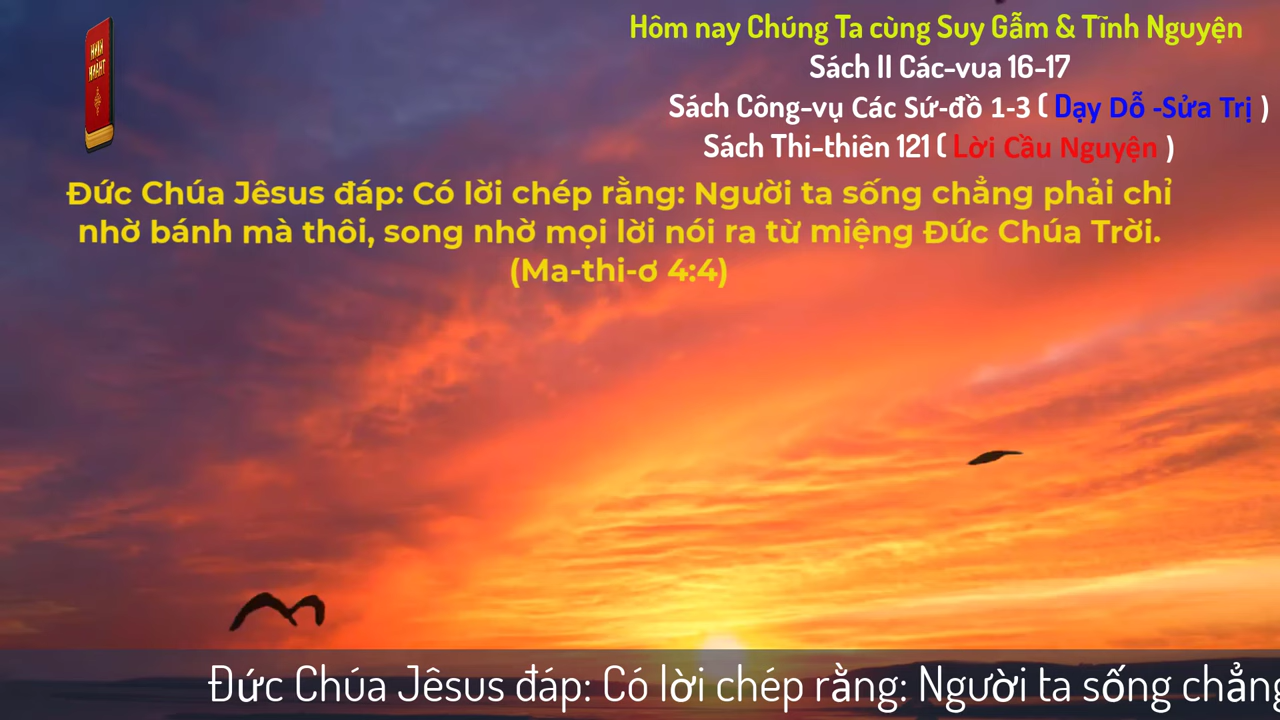 Hôm nay Chúng Ta cùng Suy Gẫm & Tĩnh Nguyện
Sách II Các-vua 16-17
Sách Công-vụ Các Sứ-đồ 1-3 ( Dạy Dỗ -Sửa Trị )
Sách Thi-thiên 121 ( Lời Cầu Nguyện )
Đức Chúa Jêsus đáp: Có lời chép rằng: Người ta sống chẳng phải chỉ
nhờ bánh mà thôi, song nhờ mọi lời nói ra từ miệng Đức Chúa Trời.
(Ma-thi-ơ 4:4)
Đức Chúa Jêsus đáp: Có lời chép rằng: Người ta sống chẳng